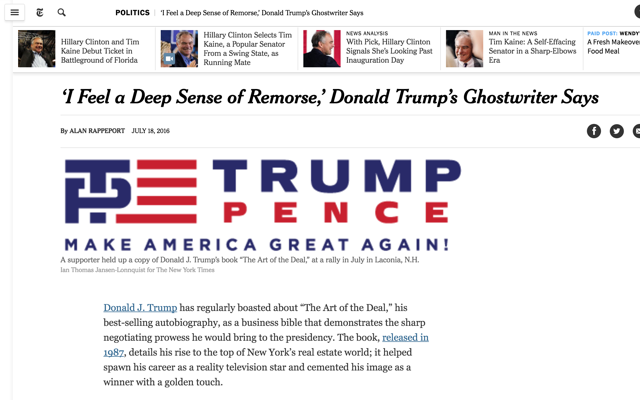 POLITICS
‘I Feel a Deep Sense of Remorse,’ Donald Trump’s Ghostwriter Says
Hillary Clinton and Tim
Kaine Debut Ticket in
Battleground of Florida
Hillary Clinton Selects Tim
Kaine, a Popular Senator
From a Swing State, as
Running Mate
NEWS ANALYSIS
With Pick, Hillary Clinton
Signals She’s Looking Past
Inauguration Day
MAN IN THE NEWS
Tim Kaine: A Self-Effacing
Senator in a Sharp-Elbows
Era
PAID POST: WENDY'
A Fresh Makeover
Food Meal
‘I Feel a Deep Sense of Remorse,’ Donald Trump’s Ghostwriter Says
By ALAN RAPPEPORT JULY 18, 2016
TP TRUMP
PENCE
MAKE AMERICA GREAT AGAIN!
A supporter held up a copy of Donald J. Trump’s book “The Art of the Deal,” at a rally in July in Laconia, N.H.
Ian Thomas Jansen-Lonnquist for The New York Times
Donald J. Trump has regularly boasted about “The Art of the Deal,” his
best-selling autobiography, as a business bible that demonstrates the sharp
negotiating prowess he would bring to the presidency. The book, released in
1987, details his rise to the top of New York’s real estate world; it helped
spawn his career as a reality television star and cemented his image as a
winner with a golden touch.